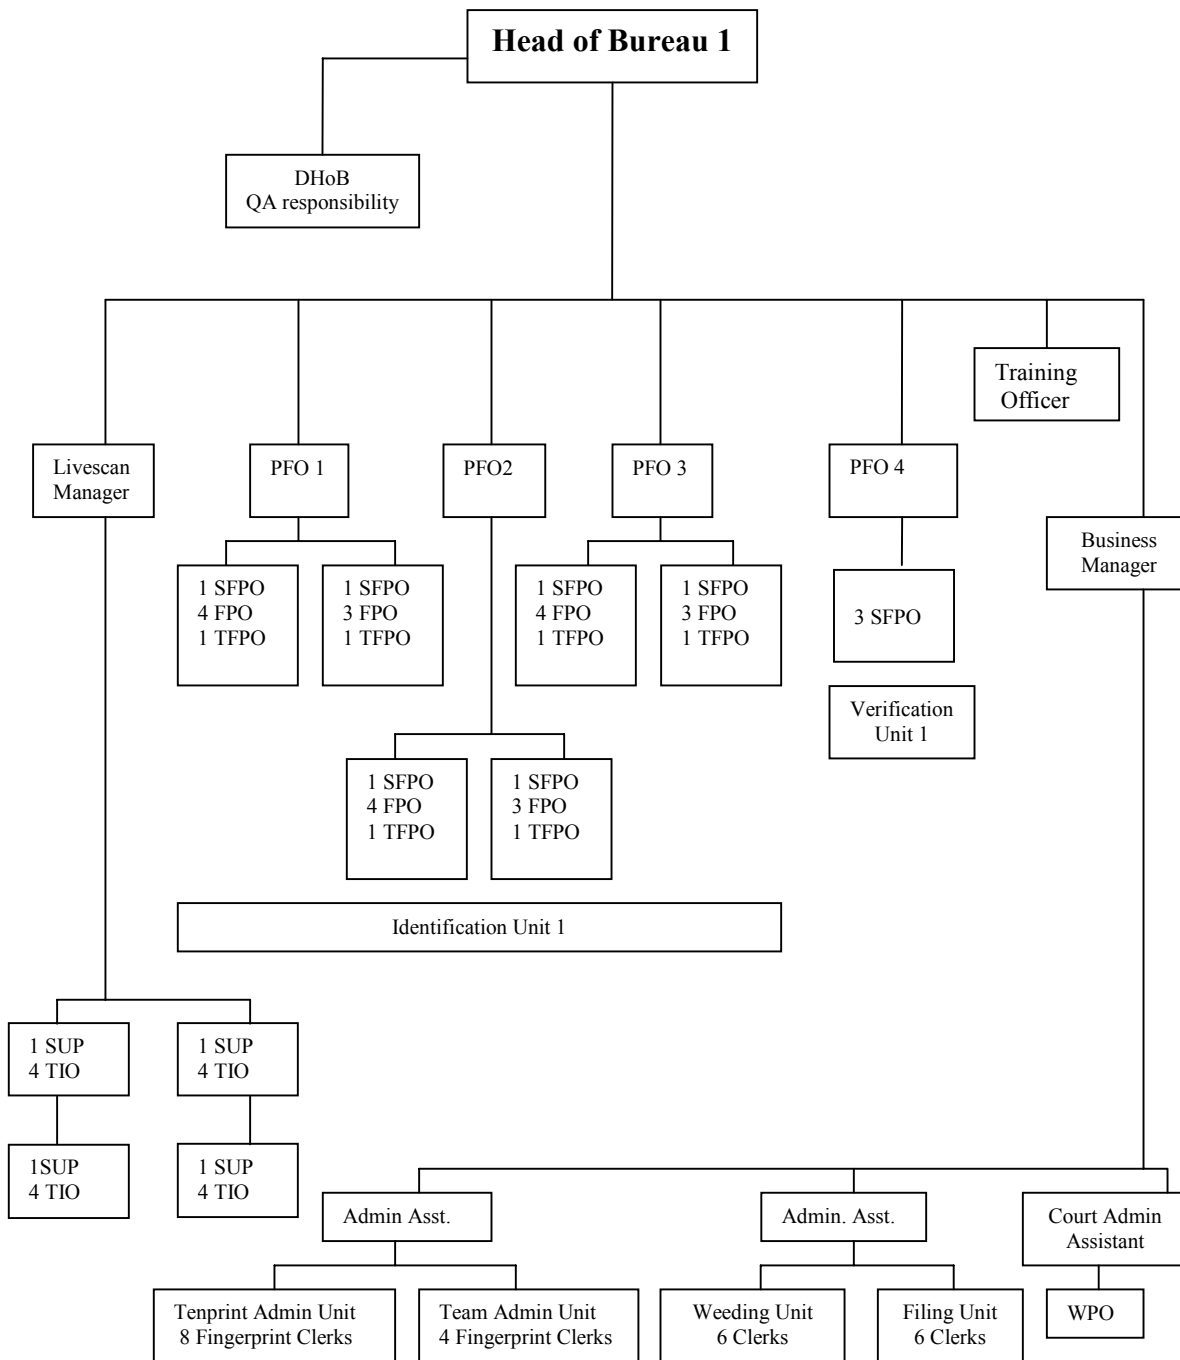 Head of Bureau 1
DHoB
QA responsibility
Training
Officer
Livescan
Manager
PFO 1
PFO2
PFO 3
PFO 4
Business
Manager
1 SFPO
4 FPO
1 TFPO
1 SFPO
3 FPO
1 TFPO
1 SFPO
4 FPO
1 TFPO
1 SFPO
3 FPO
1 TFPO
3 SFPO
Verification
Unit 1
1 SFPO
4 FPO
1 TFPO
1 SFPO
3 FPO
1 TFPO
Identification Unit 1
1 SUP
4 TIO
1 SUP
4 TIO
1SUP
4 TIO
1 SUP
4 TIO
Admin Asst.
Admin. Asst.
Court Admin
Assistant
Tenprint Admin Unit
8 Fingerprint Clerks
Team Admin Unit
4 Fingerprint Clerks
Weeding Unit
6 Clerks
Filing Unit
6 Clerks
WPO